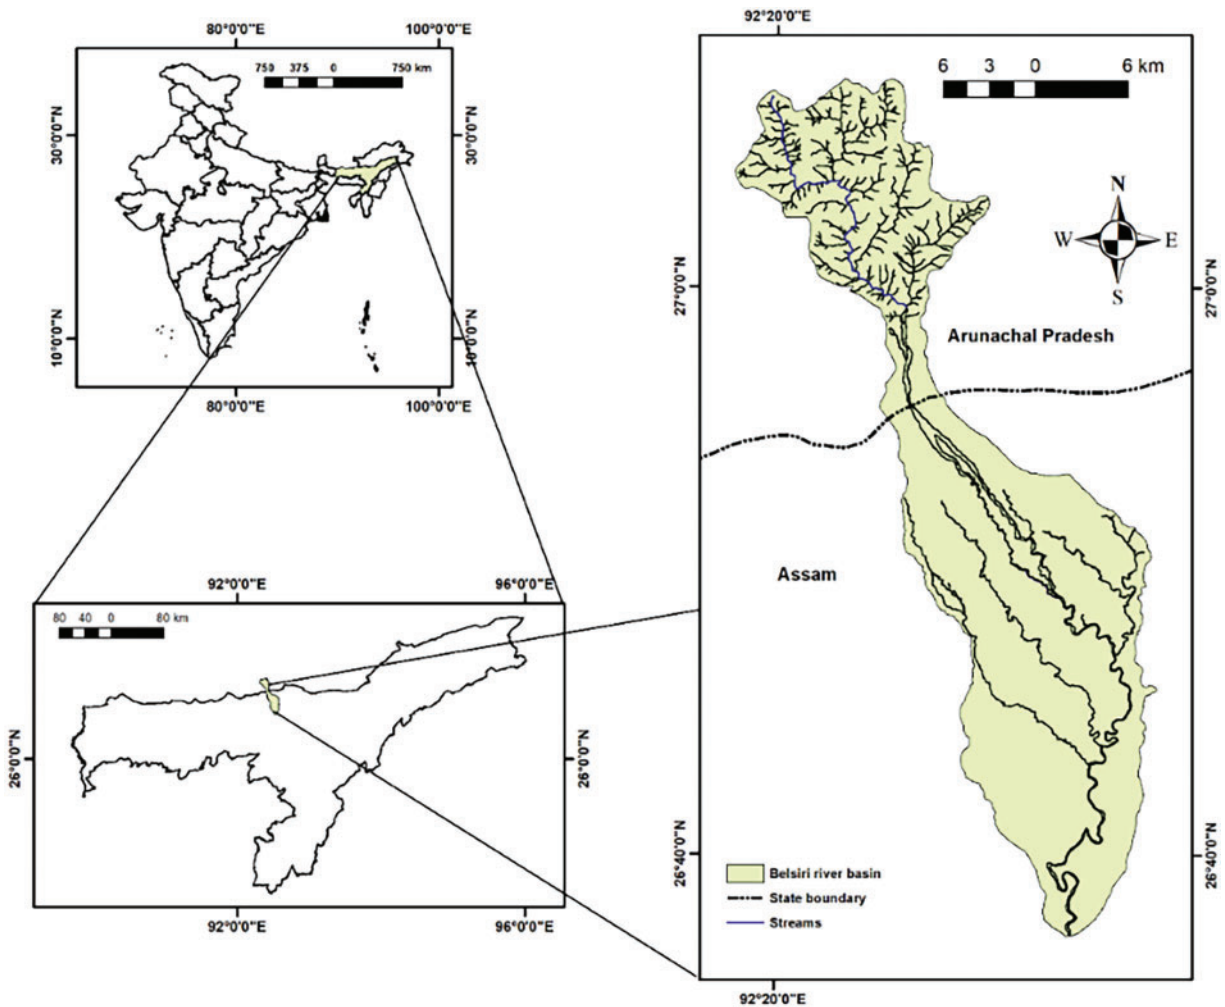 80°0'0"E
100°0'0"E
750 375 0 750 km
30°0'0"N
30°0'0"N
10°0'0"N
10°0'0"N
80°0'0"E
100°0'0"E
92°0'0"E
96°0'0"E
80 40 0 80 km
26°0'0"N
26°0'0"N
92°0'0"E
96°0'0"E
92°20'0"E
6 3 0 6 km
N
W
E
S
27°0'0"N
27°0'0"N
Arunachal Pradesh
Assam
26°40'0"N
26°40'0"N
Belsiri river basin
State boundary
Streams
92°20'0"E